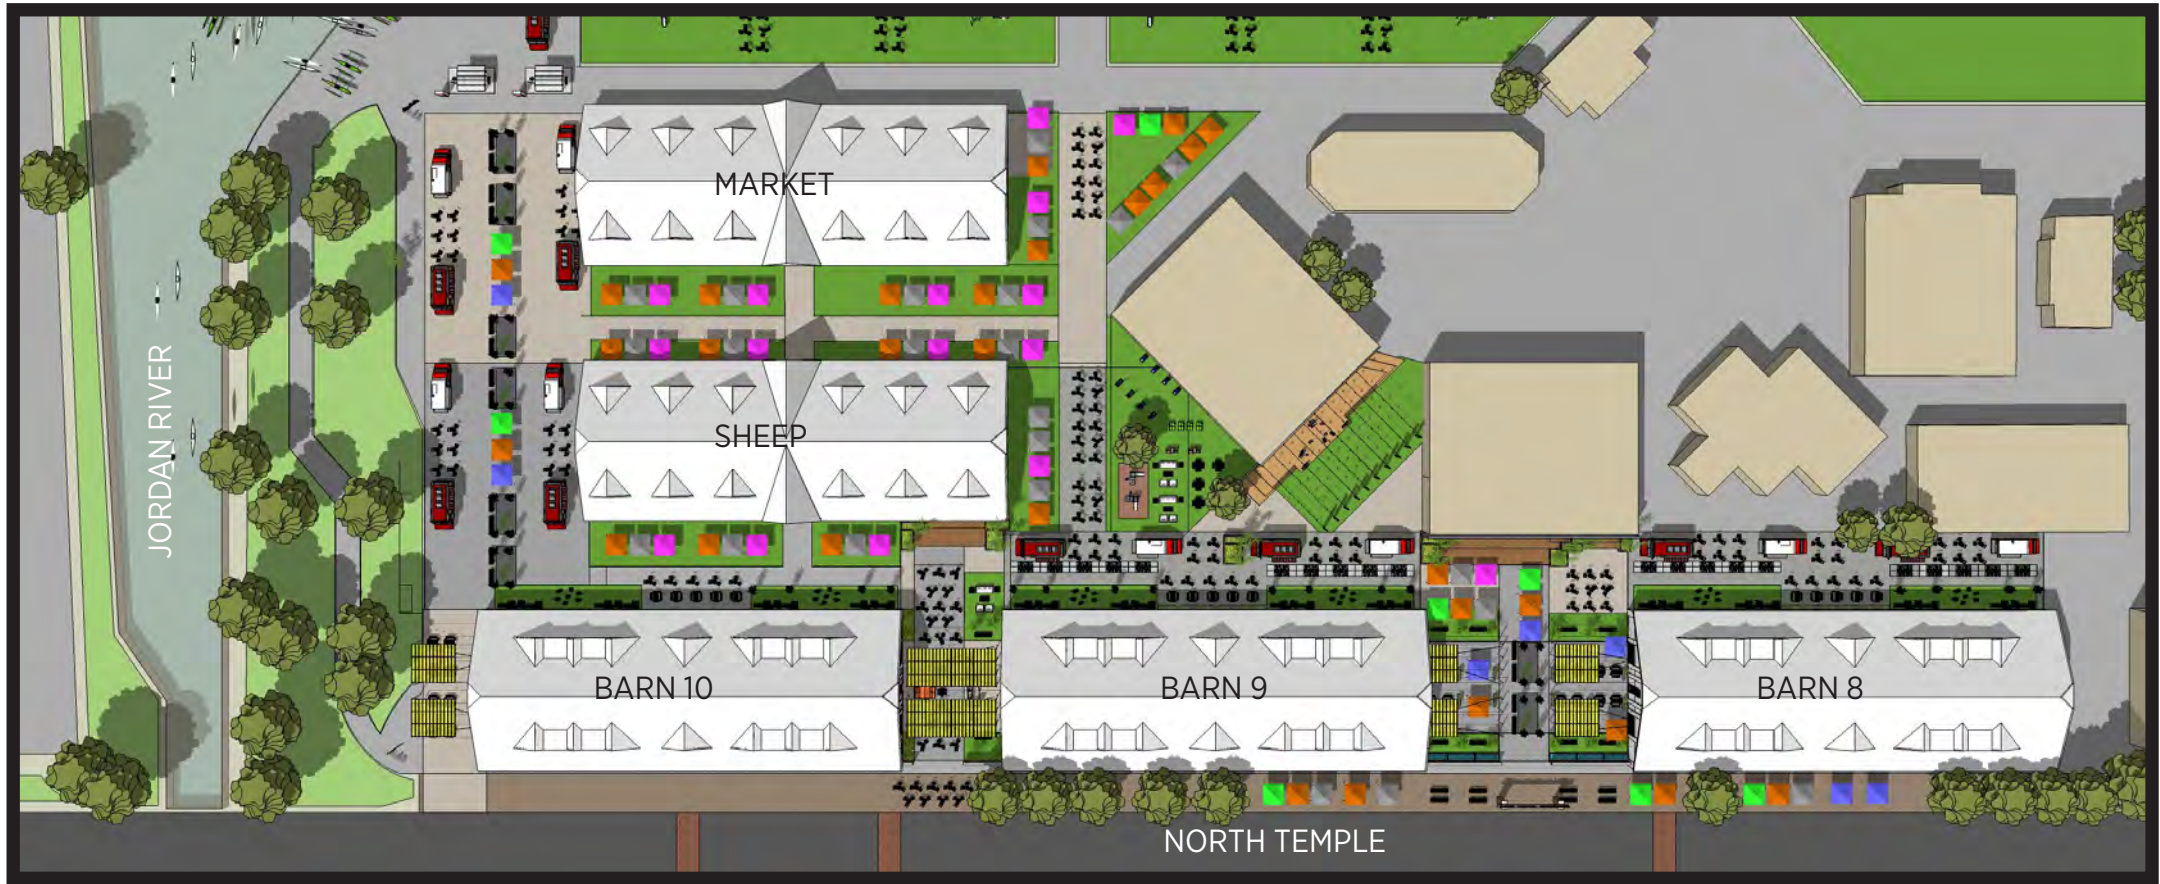 MARKET
SHEEP
JORDAN RIVER
BARN 10
BARN 9
BARN 8
NORTH TEMPLE